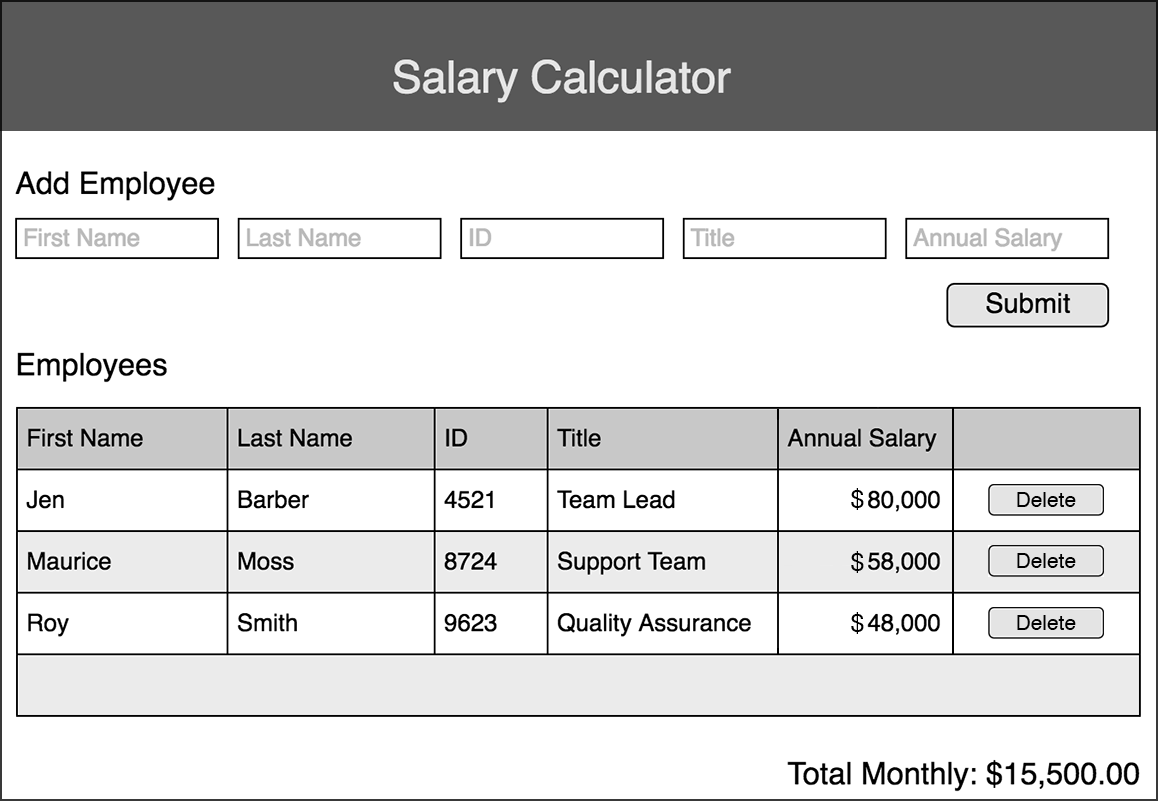 Salary Calculator
Add Employee
First Name Last Name ID Title Annual Salary
Submit
Employees
First Name Last Name ID Title Annual Salary
Jen Barber 4521 Team Lead $80,000 Delete
Maurice Moss 8724 Support Team $58,000 Delete
Roy Smith 9623 Quality Assurance $48,000 Delete
Total Monthly: $15,500.00